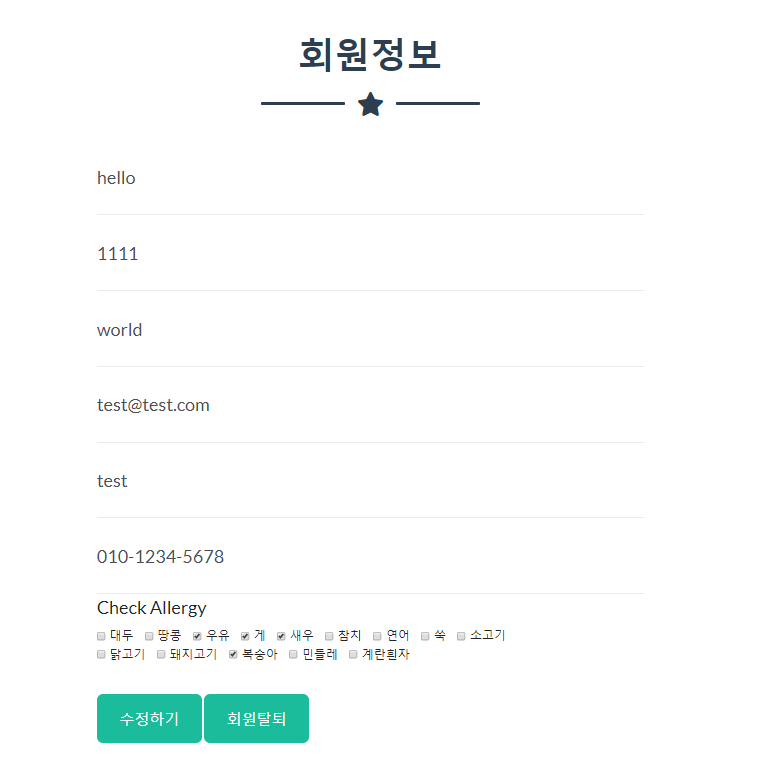 회원정보
hello
1111
world
test@test.com
test
010-1234-5678
Check Allergy
대두 땅콩 우유 게 새우 참치 연어 쑥 소고기
닭고기 돼지고기 복숭아 민들레 계란흰자
수정하기 회원탈퇴